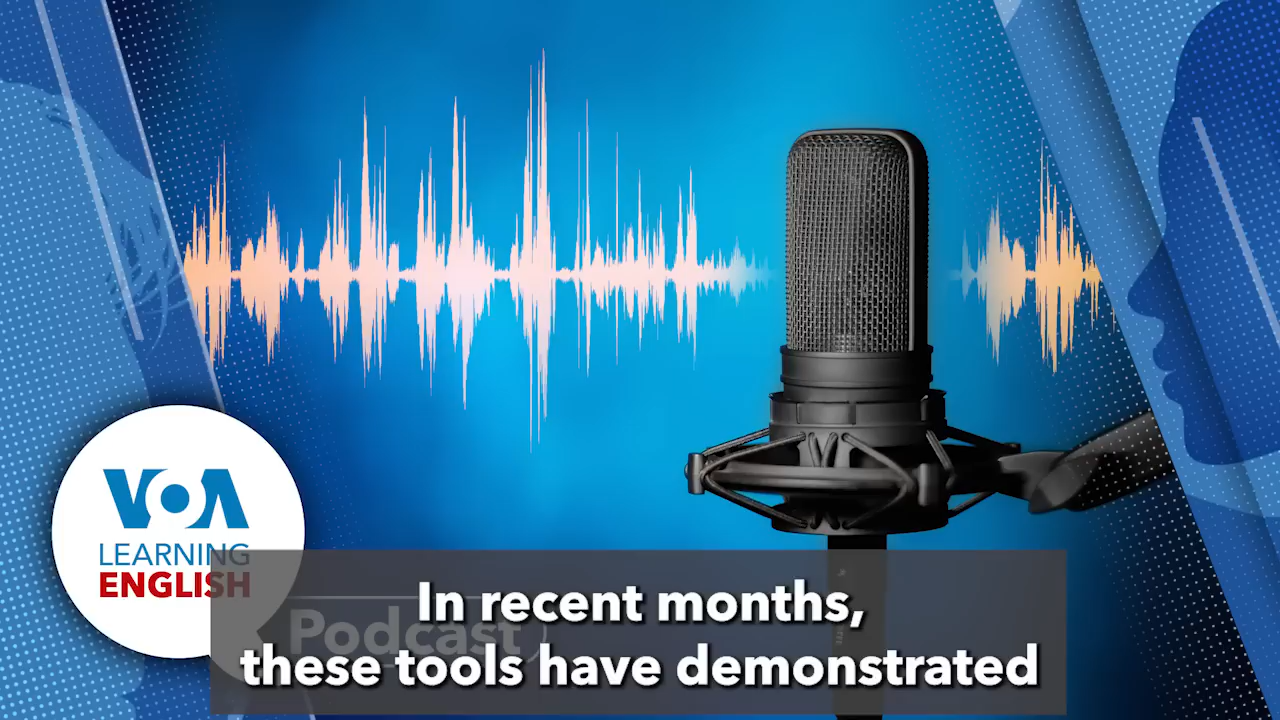 VOA
LEARNING
ENGLISH
Podcast
In recent months,
these tools have demonstrated